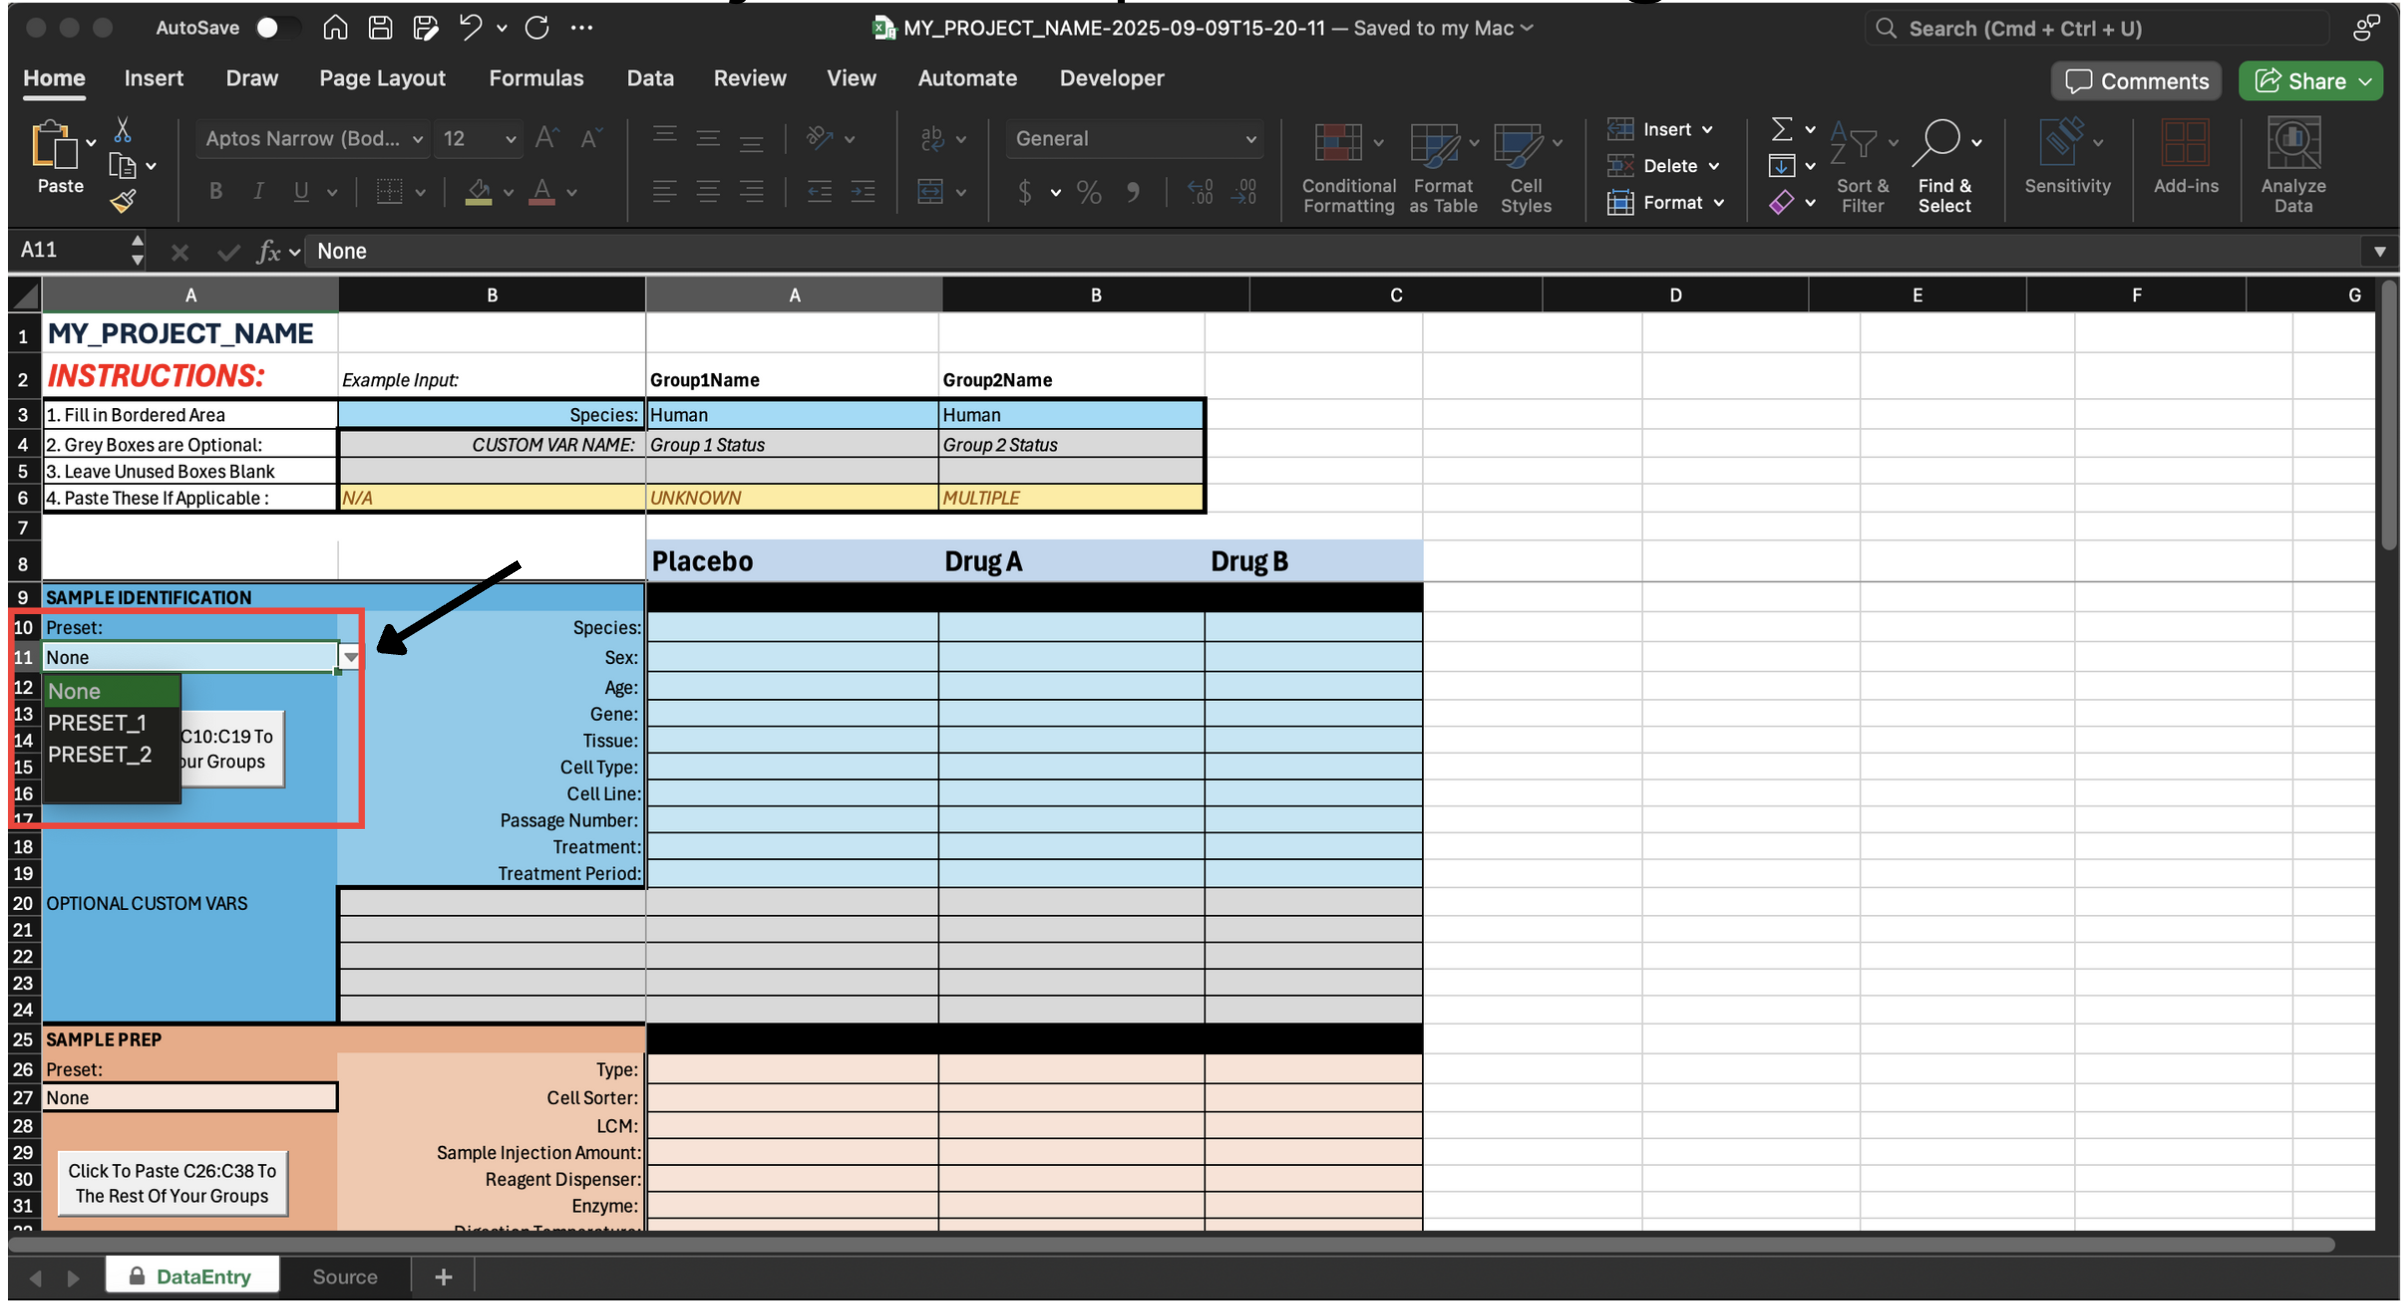 AutoSave
MY_PROJECT_NAME-2025-09-09T15-20-11 — Saved to my Mac
Search (Cmd + Ctrl + U)
Home Insert Draw Page Layout Formulas Data Review View Automate Developer
Comments
Share
Paste
Aptos Narrow (Bod...
12
B I U
General
Conditional Formatting
Format as Table
Cell Styles
Insert
Delete
Format
Sort & Filter
Find & Select
Sensitivity
Add-ins
Analyze Data
A11 fx None
A B A B C D E F G
1 MY_PROJECT_NAME
2 INSTRUCTIONS: Example Input: Group1Name Group2Name
3 1. Fill in Bordered Area Species: Human Human
4 2. Grey Boxes are Optional: CUSTOM VAR NAME: Group 1 Status Group 2 Status
5 3. Leave Unused Boxes Blank
6 4. Paste These If Applicable : N/A UNKNOWN MULTIPLE
7
8 Placebo Drug A Drug B
9 SAMPLE IDENTIFICATION
10 Preset: Species:
11 None Sex:
12 None Age:
13 PRESET_1 Gene:
14 PRESET_2 C10:C19 To Tissue:
15 our Groups Cell Type:
16 Cell Line:
17 Passage Number:
18 Treatment:
19 Treatment Period:
20 OPTIONAL CUSTOM VARS
21
22
23
24
25 SAMPLE PREP
26 Preset: Type:
27 None Cell Sorter:
28 LCM:
29 Sample Injection Amount:
Click To Paste C26:C38 To
30 Reagent Dispenser:
The Rest Of Your Groups
31 Enzyme:
DataEntry Source +